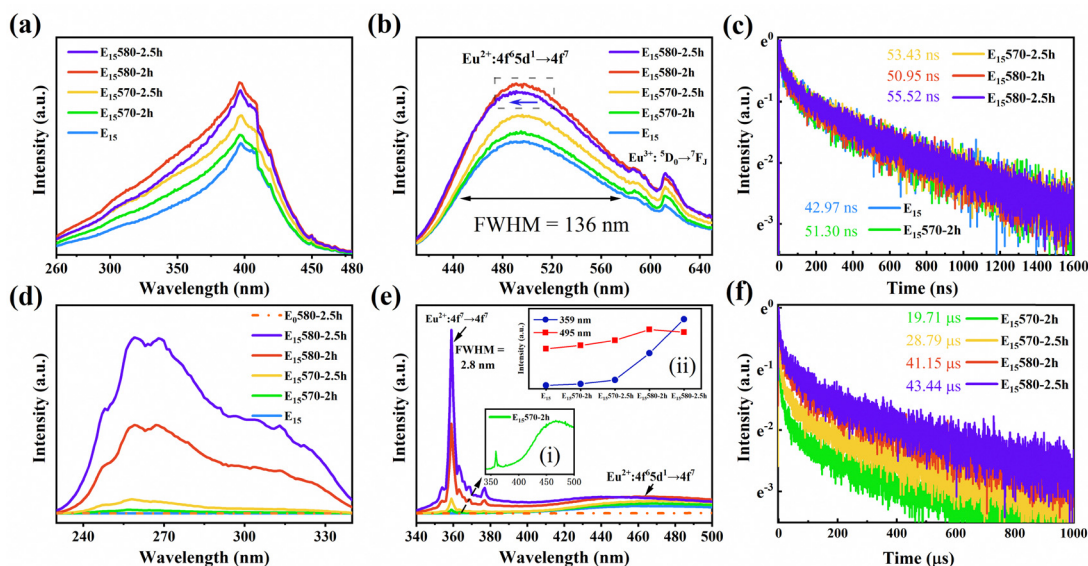 (a)
E₁₅580-2.5h
E₁₅580-2h
E₁₅570-2.5h
E₁₅570-2h
E₁₅
Intensity (a.u.)
260 300 340 380 420 460 480
Wavelength (nm)
(b)
Eu²⁺:4f⁶5d¹→4f⁷
E₁₅580-2.5h
E₁₅580-2h
E₁₅570-2.5h
E₁₅570-2h
E₁₅
Eu³⁺: ⁵D₀→⁷F_J
FWHM = 136 nm
Intensity (a.u.)
440 480 520 560 600 640
Wavelength (nm)
(c)
53.43 ns E₁₅570-2.5h
50.95 ns E₁₅580-2h
55.52 ns E₁₅580-2.5h
42.97 ns E₁₅
51.30 ns E₁₅570-2h
Intensity (a.u.)
e⁰
e⁻¹
e⁻²
e⁻³
0 200 400 600 800 1000 1200 1400 1600
Time (ns)
(d)
E₀580-2.5h
E₁₅580-2.5h
E₁₅580-2h
E₁₅570-2.5h
E₁₅570-2h
E₁₅
Intensity (a.u.)
240 270 300 330
Wavelength (nm)
(e)
Eu²⁺:4f⁷→4f⁷
FWHM =
2.8 nm
359 nm
495 nm
Intensity (a.u.)
(ii)
E₁₅ E₁₅570-2h E₁₅570-2.5h E₁₅580-2h E₁₅580-2.5h
E₁₅570-2h
(i)
350 400 450 500
Eu²⁺:4f⁶5d¹→4f⁷
Intensity (a.u.)
340 360 380 400 420 440 460 480 500
Wavelength (nm)
(f)
19.71 μs E₁₅570-2h
28.79 μs E₁₅570-2.5h
41.15 μs E₁₅580-2h
43.44 μs E₁₅580-2.5h
Intensity (a.u.)
e⁰
e⁻¹
e⁻²
e⁻³
0 200 400 600 800 1000
Time (μs)